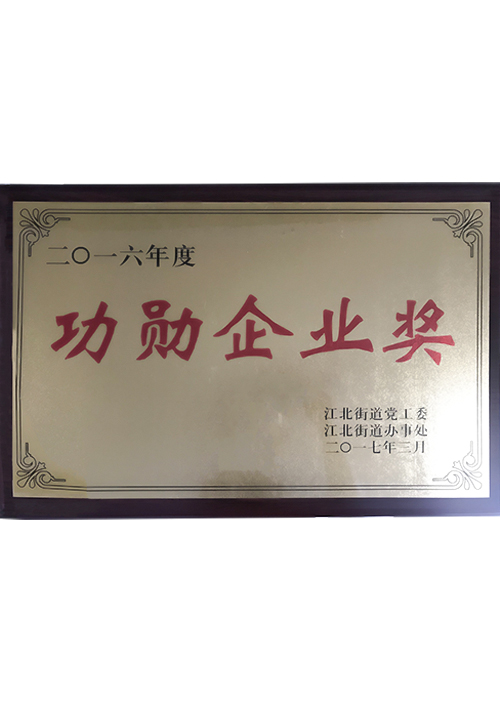 二〇一六年度
功勋企业奖
江北街道党工委
江北街道办事处
二〇一七年三月